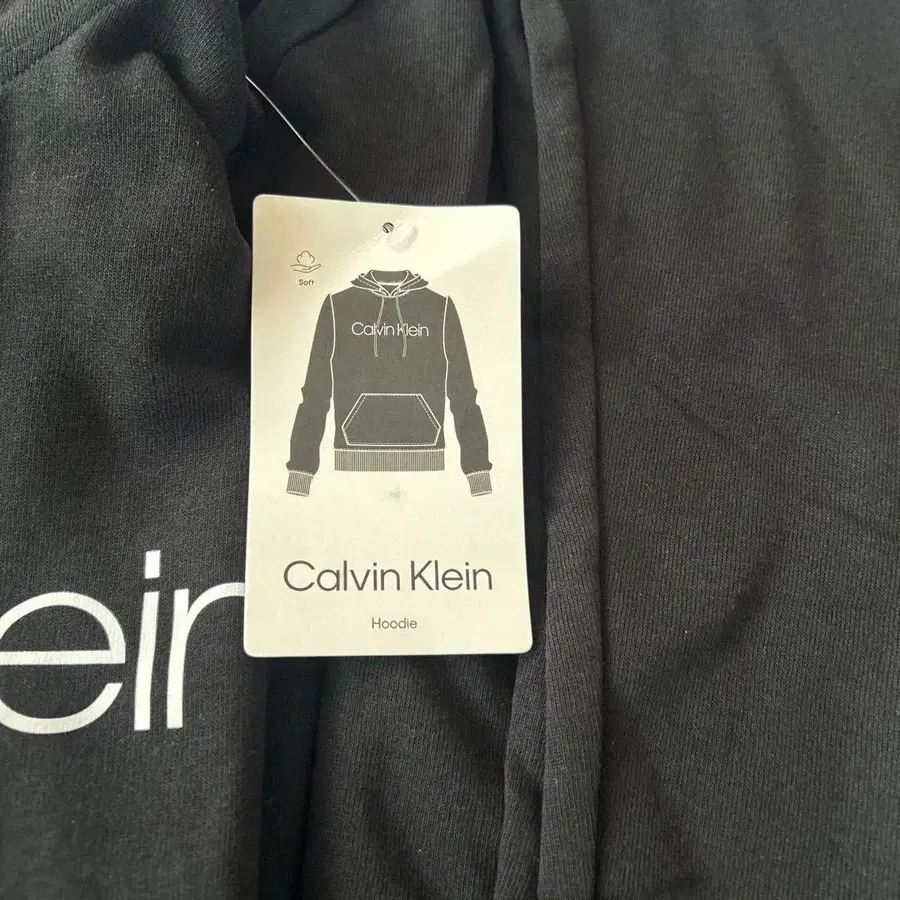 Soft
Calvin Klein
Calvin Klein
Hoodie
ein